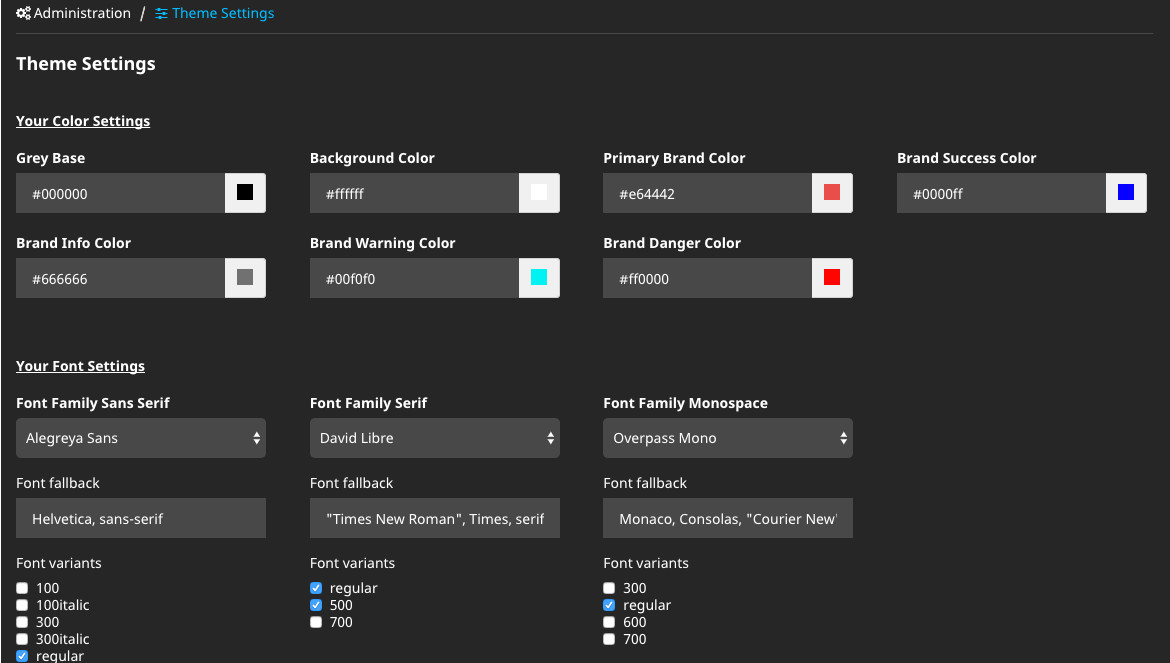 Administration / Theme Settings
Theme Settings
Your Color Settings
Grey Base Background Color Primary Brand Color Brand Success Color
#000000 #ffffff #e64442 #0000ff
Brand Info Color Brand Warning Color Brand Danger Color
#666666 #00f0f0 #ff0000
Your Font Settings
Font Family Sans Serif Font Family Serif Font Family Monospace
Alegreya Sans David Libre Overpass Mono
Font fallback Font fallback Font fallback
Helvetica, sans-serif "Times New Roman", Times, serif Monaco, Consolas, "Courier New'
Font variants Font variants Font variants
100 regular 300
100italic 500 regular
300 700 600
300italic 700
regular